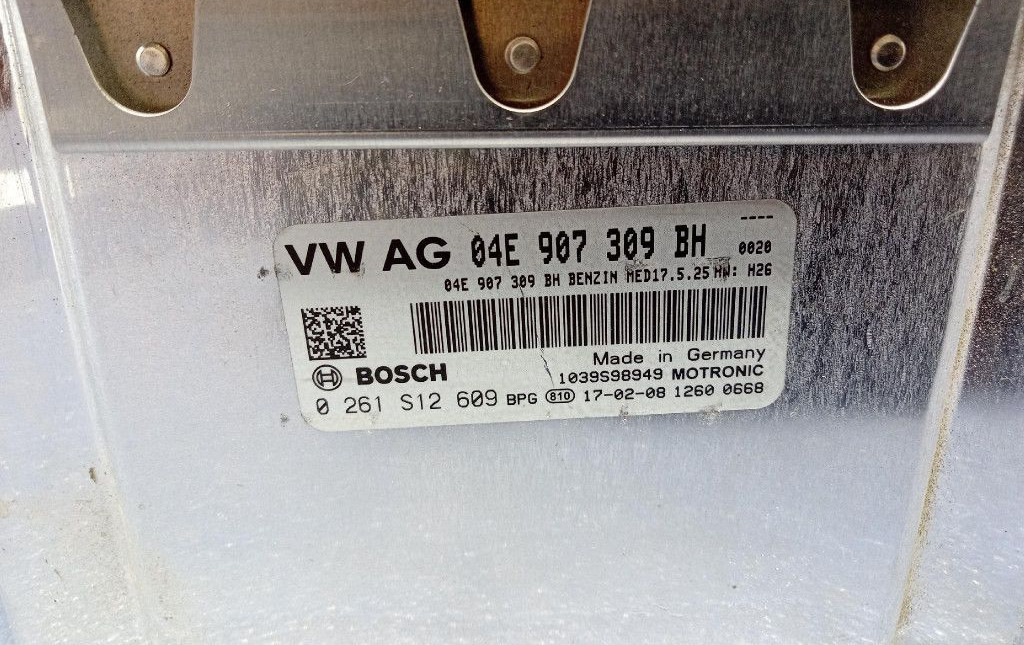 ----
VW AG 04E 907 309 BH 0020
04E 907 309 BH BENZIN MED17.5.25 HW: H26
Made in Germany
BOSCH 1039S98949 MOTRONIC
0 261 S12 609 BPG 810 17-02-08 1260 0668